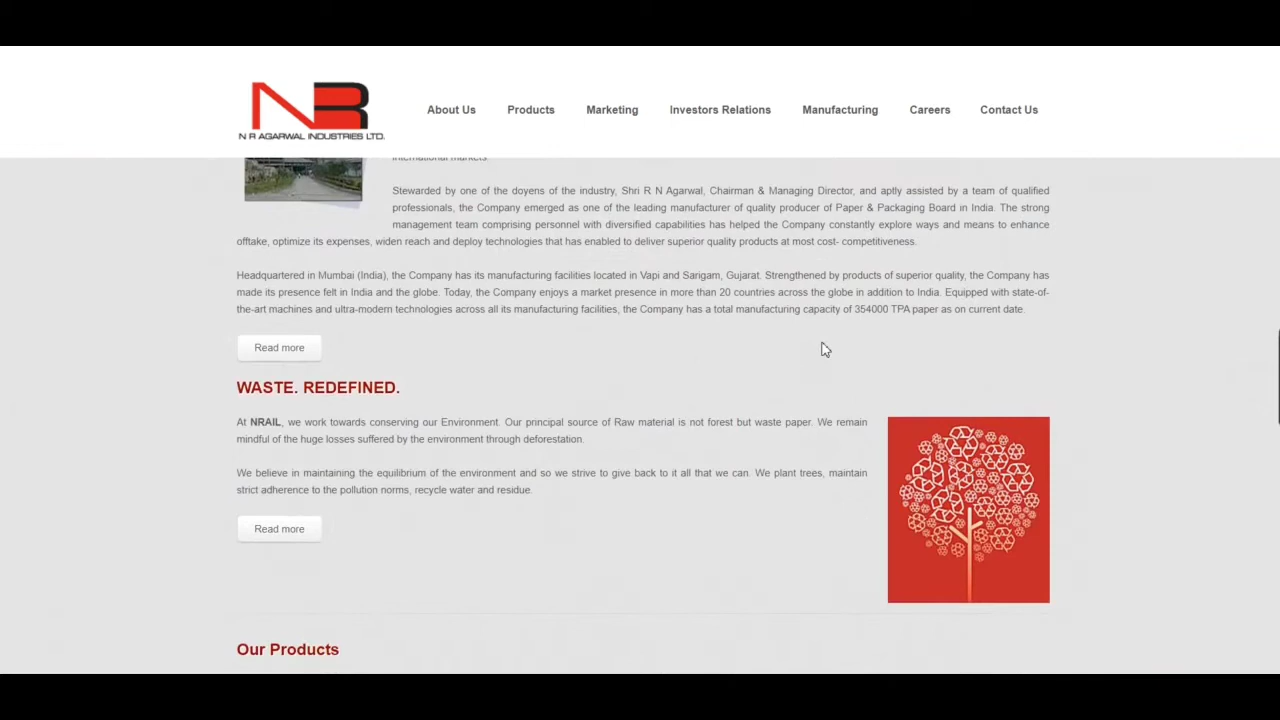 NR
N R AGARWAL INDUSTRIES LTD.
About Us Products Marketing Investors Relations Manufacturing Careers Contact Us
international markets.
Stewarded by one of the doyens of the industry, Shri R N Agarwal, Chairman & Managing Director, and aptly assisted by a team of qualified
professionals, the Company emerged as one of the leading manufacturer of quality producer of Paper & Packaging Board in India. The strong
management team comprising personnel with diversified capabilities has helped the Company constantly explore ways and means to enhance
offtake, optimize its expenses, widen reach and deploy technologies that has enabled to deliver superior quality products at most cost- competitiveness.
Headquartered in Mumbai (India), the Company has its manufacturing facilities located in Vapi and Sarigam, Gujarat. Strengthened by products of superior quality, the Company has
made its presence felt in India and the globe. Today, the Company enjoys a market presence in more than 20 countries across the globe in addition to India. Equipped with state-of-
the-art machines and ultra-modern technologies across all its manufacturing facilities, the Company has a total manufacturing capacity of 354000 TPA paper as on current date.
Read more
WASTE. REDEFINED.
At NRAIL, we work towards conserving our Environment. Our principal source of Raw material is not forest but waste paper. We remain
mindful of the huge losses suffered by the environment through deforestation.
We believe in maintaining the equilibrium of the environment and so we strive to give back to it all that we can. We plant trees, maintain
strict adherence to the pollution norms, recycle water and residue.
Read more
Our Products